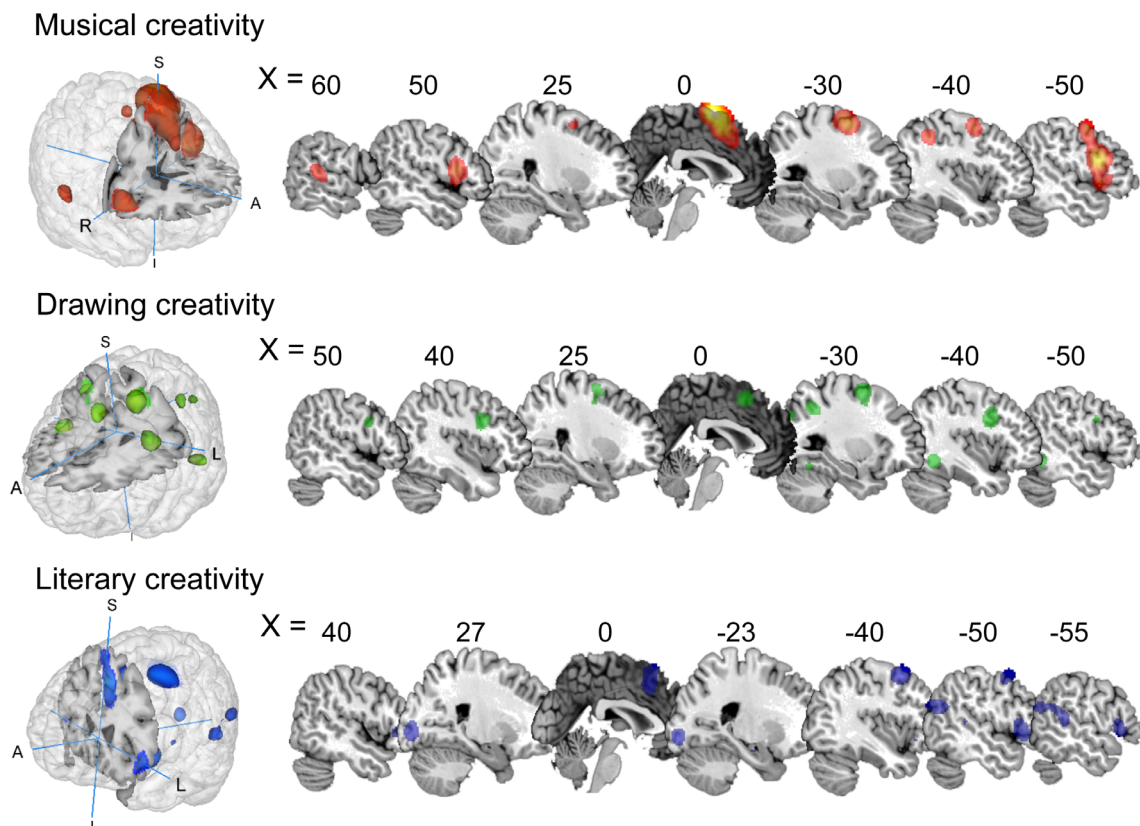 Musical creativity
S
A
R
I
X = 60 50 25 0 -30 -40 -50
Drawing creativity
S
L
A
I
X = 50 40 25 0 -30 -40 -50
Literary creativity
S
A
L
I
X = 40 27 0 -23 -40 -50 -55